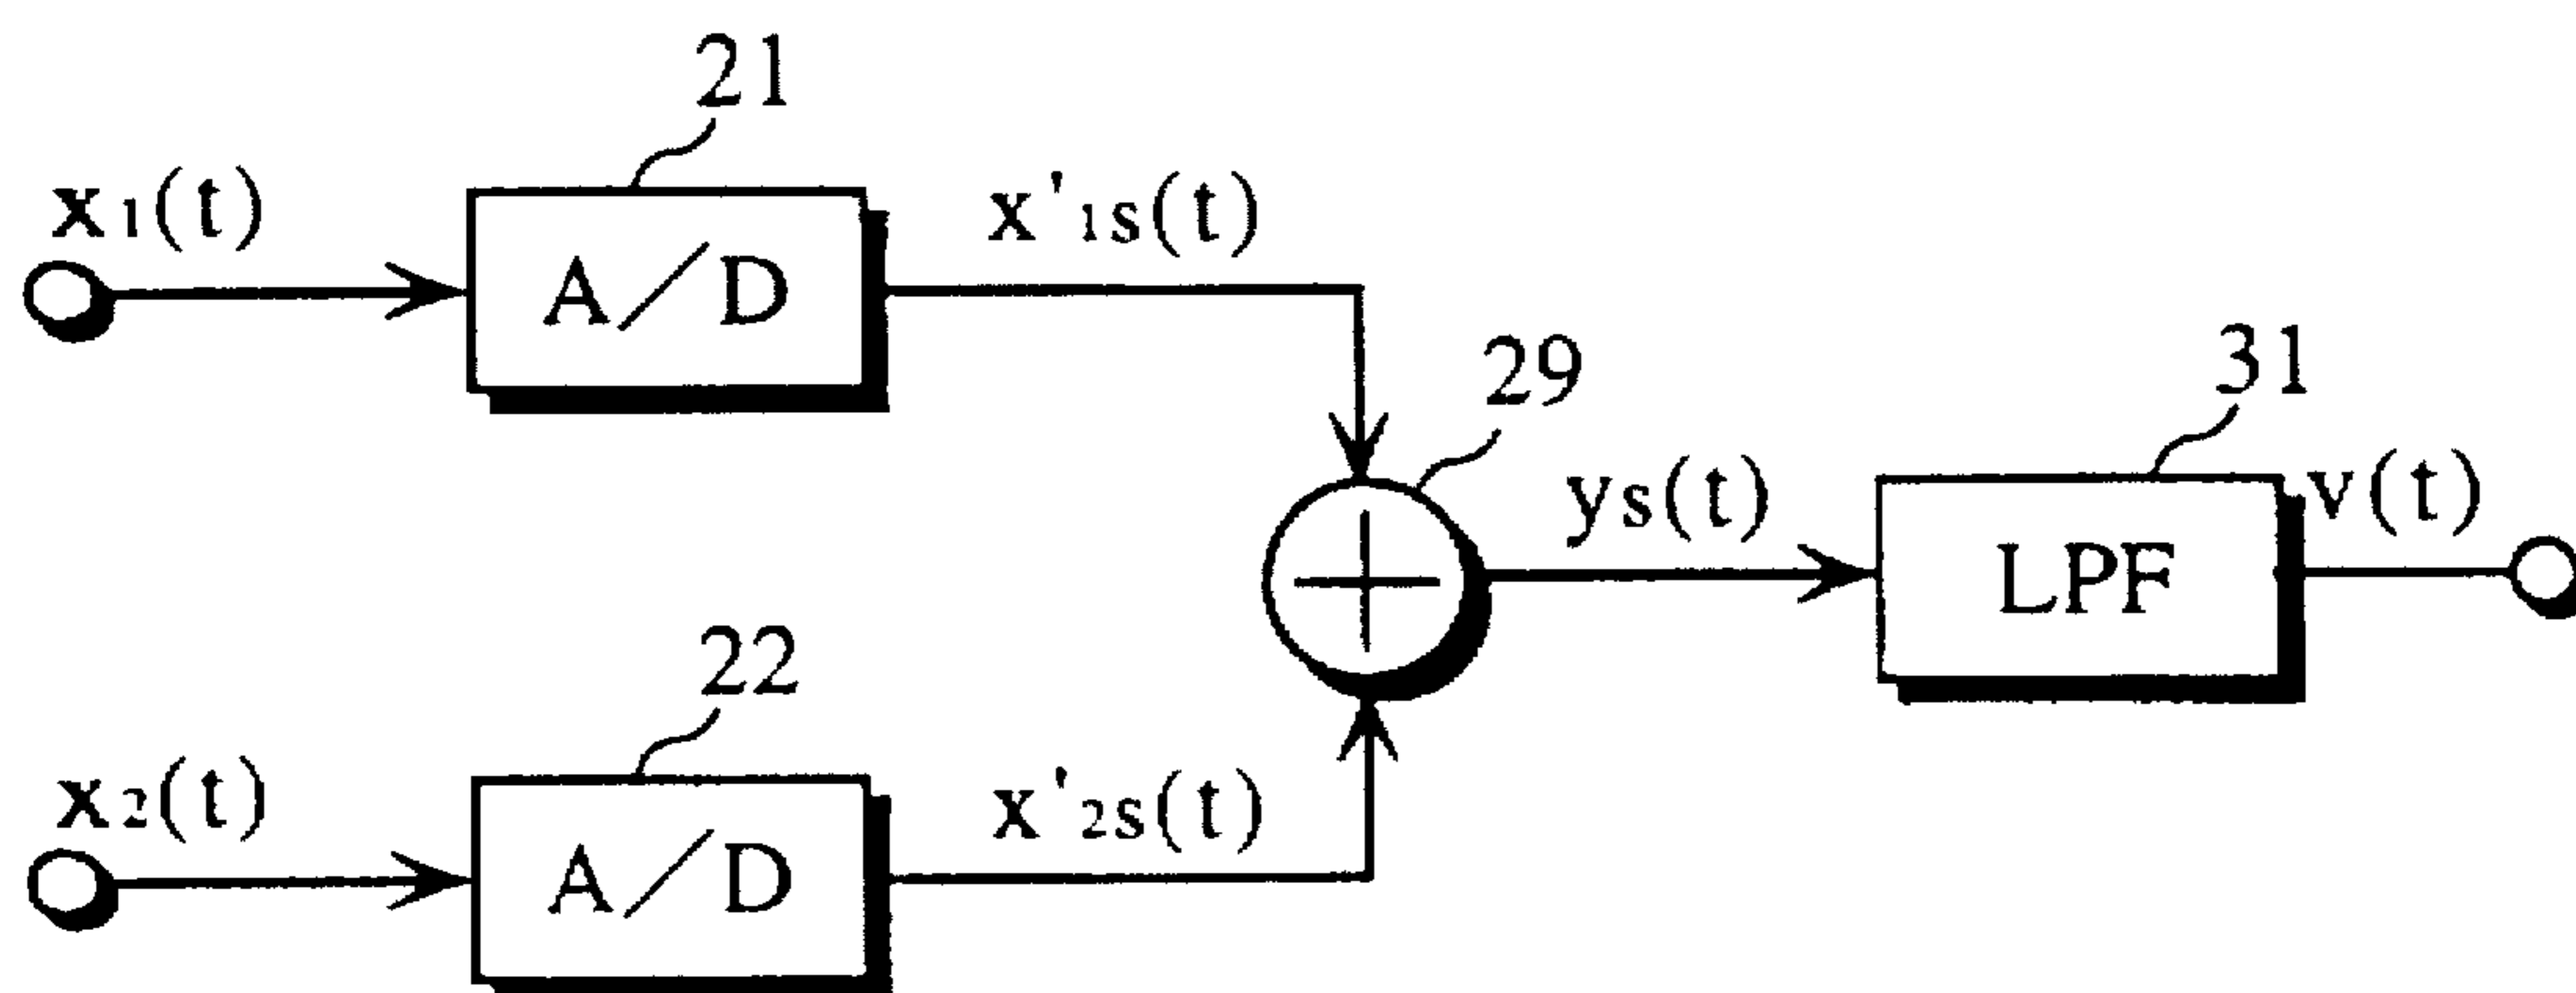 21
x₁(t)
A/D
x'₁s(t)
29
31
ys(t)
LPF
v(t)
22
x₂(t)
A/D
x'₂s(t)